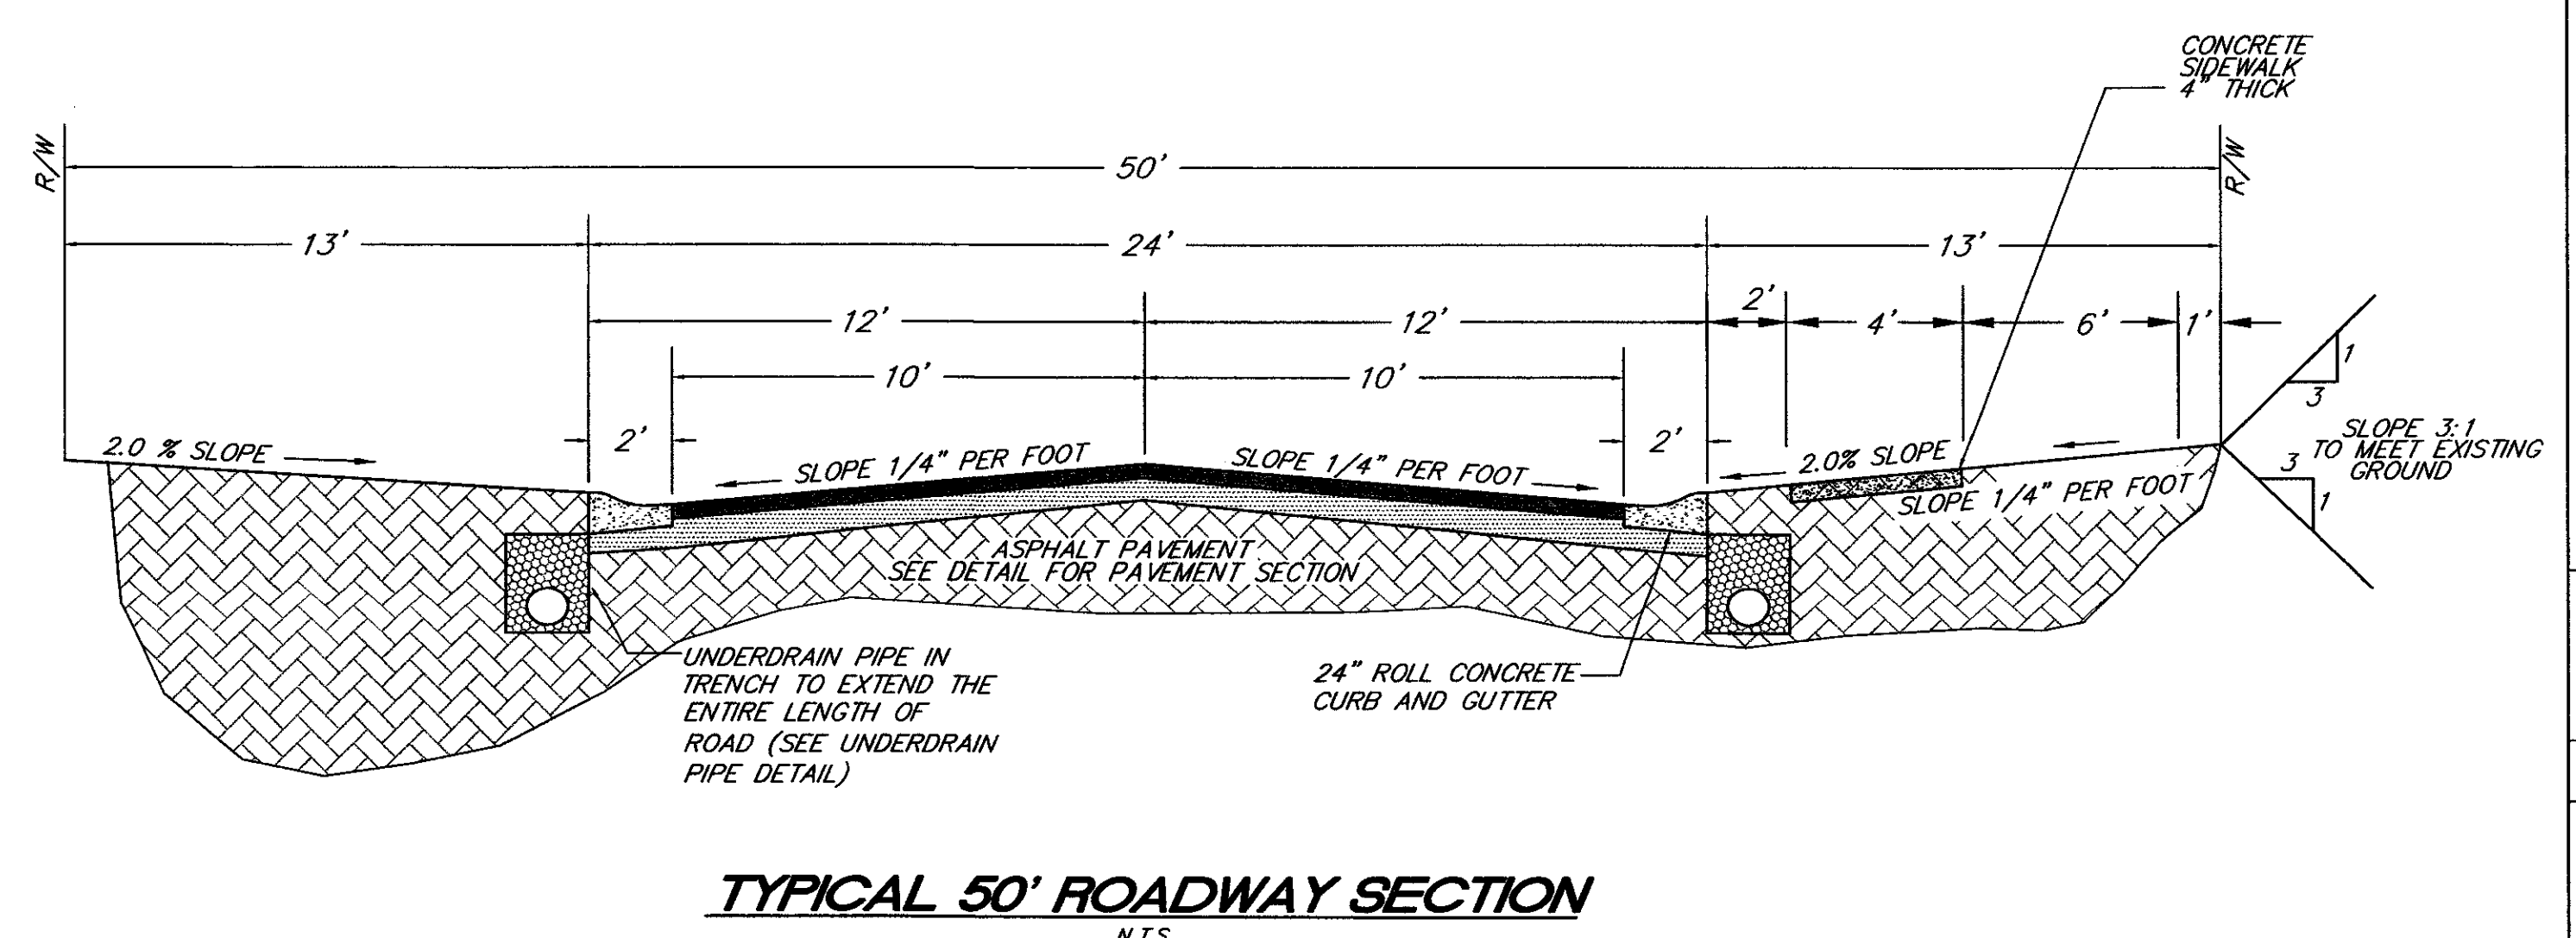 CONCRETE
SIDEWALK
4" THICK
R/W
50'
R/W
13'
24'
13'
12'
12'
2'
4'
6'
1'
10'
10'
2'
2'
1
3
SLOPE 3:1
TO MEET EXISTING
GROUND
3
1
2.0 % SLOPE
SLOPE 1/4" PER FOOT
SLOPE 1/4" PER FOOT
2.0% SLOPE
SLOPE 1/4" PER FOOT
ASPHALT PAVEMENT
SEE DETAIL FOR PAVEMENT SECTION
UNDERDRAIN PIPE IN
TRENCH TO EXTEND THE
ENTIRE LENGTH OF
ROAD (SEE UNDERDRAIN
PIPE DETAIL)
24" ROLL CONCRETE
CURB AND GUTTER
TYPICAL 50' ROADWAY SECTION
N.T.S.